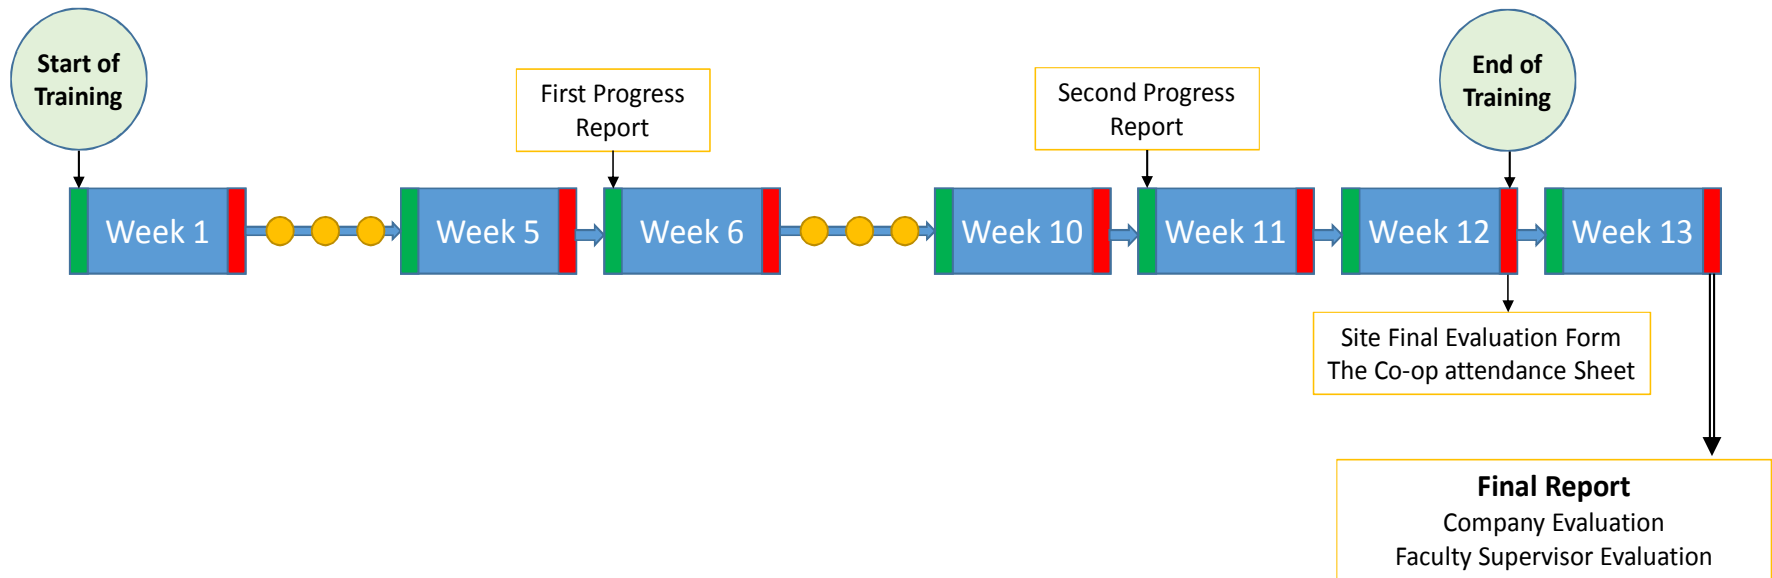 Start of
Training
First Progress
Report
Second Progress
Report
End of
Training
Week 1
Week 5
Week 6
Week 10
Week 11
Week 12
Week 13
Site Final Evaluation Form
The Co-op attendance Sheet
Final Report
Company Evaluation
Faculty Supervisor Evaluation